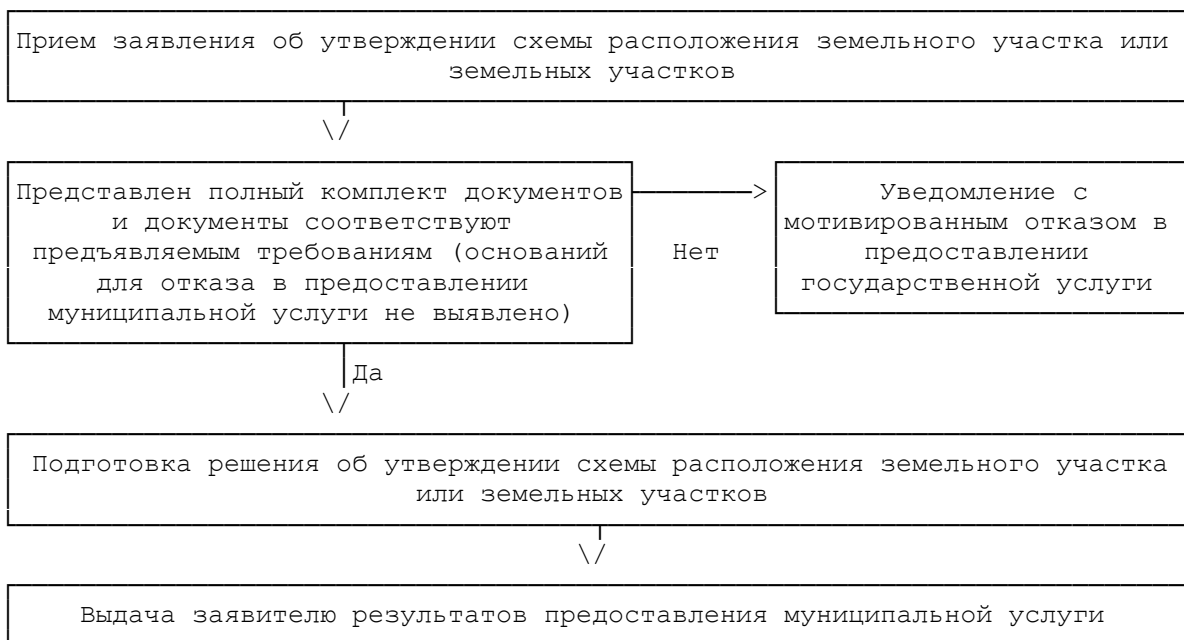 Прием заявления об утверждении схемы расположения земельного участка или
земельных участков
\/
Представлен полный комплект документов
и документы соответствуют
предъявляемым требованиям (оснований
для отказа в предоставлении
муниципальной услуги не выявлено)
>
Нет
Уведомление с
мотивированным отказом в
предоставлении
государственной услуги
Да
\/
Подготовка решения об утверждении схемы расположения земельного участка
или земельных участков
\/
Выдача заявителю результатов предоставления муниципальной услуги